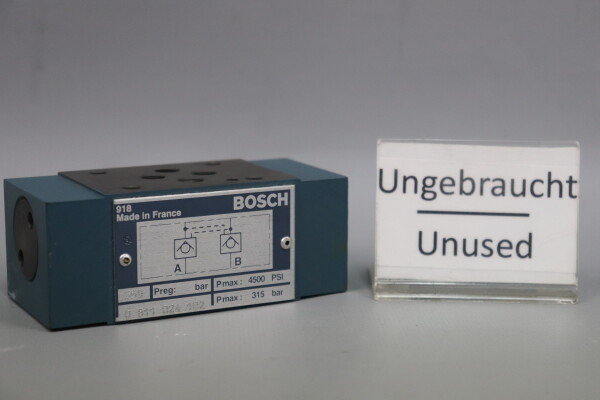 918
Made in France
BOSCH
A B
Preg: bar Pmax: 4500 PSI
Pmax: 315 bar
Ungebraucht
Unused